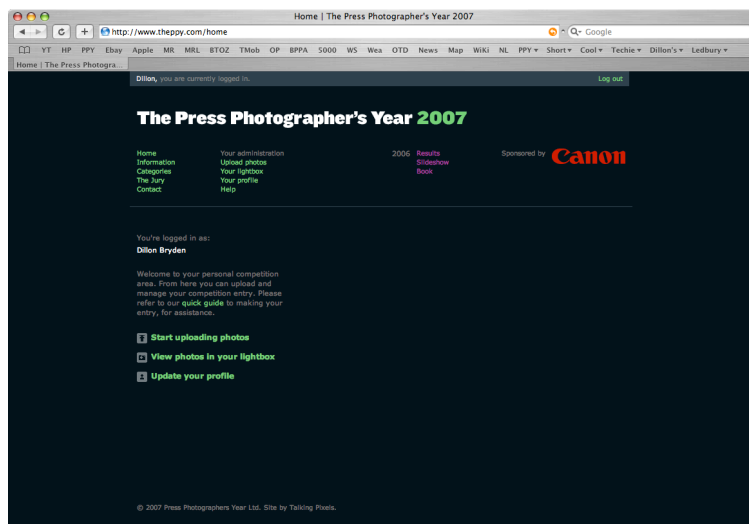 Home | The Press Photographer's Year 2007
http://www.theppy.com/home
Google
YT HP PPY Ebay Apple MR MRL BTOZ TMob OP BPPA 5000 WS Wea OTD News Map WiKi NL PPY Short Cool Techie Dillon's Ledbury
Home | The Press Photogra...
Dillon, you are currently logged in. Log out
The Press Photographer's Year 2007
Home Your administration 2006 Results Sponsored by Canon
Information Upload photos Slideshow
Categories Your lightbox Book
The Jury Your profile
Contact Help
You're logged in as:
Dillon Bryden
Welcome to your personal competition
area. From here you can upload and
manage your competition entry. Please
refer to our quick guide to making your
entry, for assistance.
Start uploading photos
View photos in your lightbox
Update your profile
© 2007 Press Photographers Year Ltd. Site by Talking Pixels.